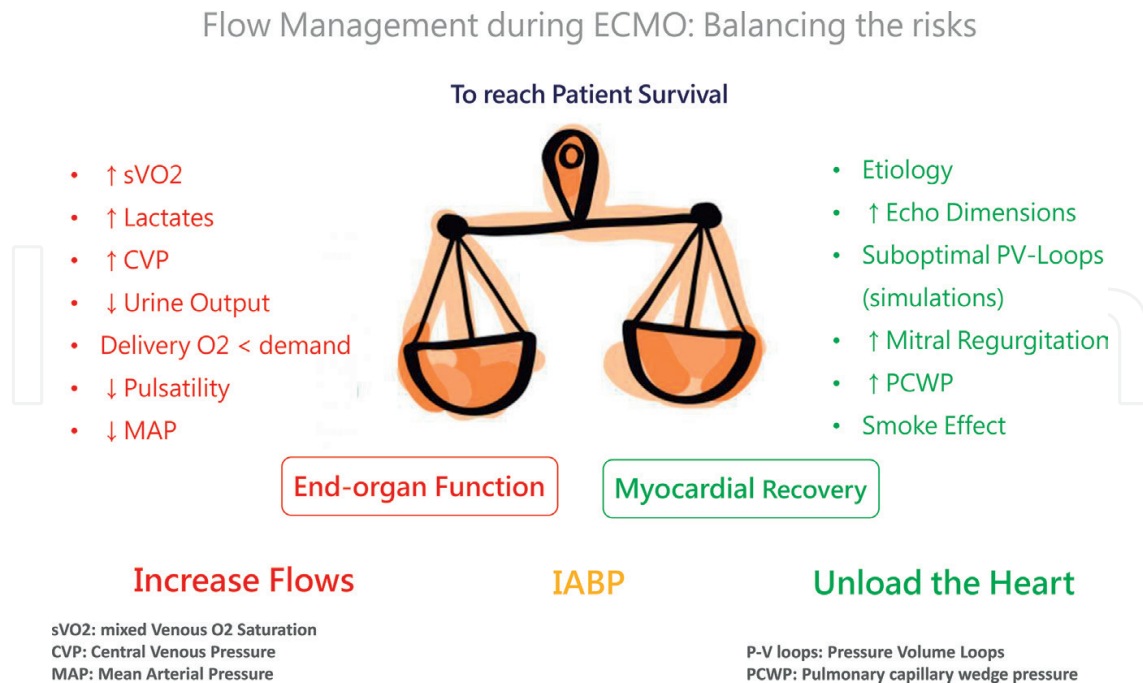 Flow Management during ECMO: Balancing the risks
To reach Patient Survival
• ↑ sVO2
• ↑ Lactates
• ↑ CVP
• ↓ Urine Output
• Delivery O2 < demand
• ↓ Pulsatility
• ↓ MAP
• Etiology
• ↑ Echo Dimensions
• Suboptimal PV-Loops
(simulations)
• ↑ Mitral Regurgitation
• ↑ PCWP
• Smoke Effect
End-organ Function
Myocardial Recovery
Increase Flows
IABP
Unload the Heart
sVO2: mixed Venous O2 Saturation
CVP: Central Venous Pressure
MAP: Mean Arterial Pressure
P-V loops: Pressure Volume Loops
PCWP: Pulmonary capillary wedge pressure